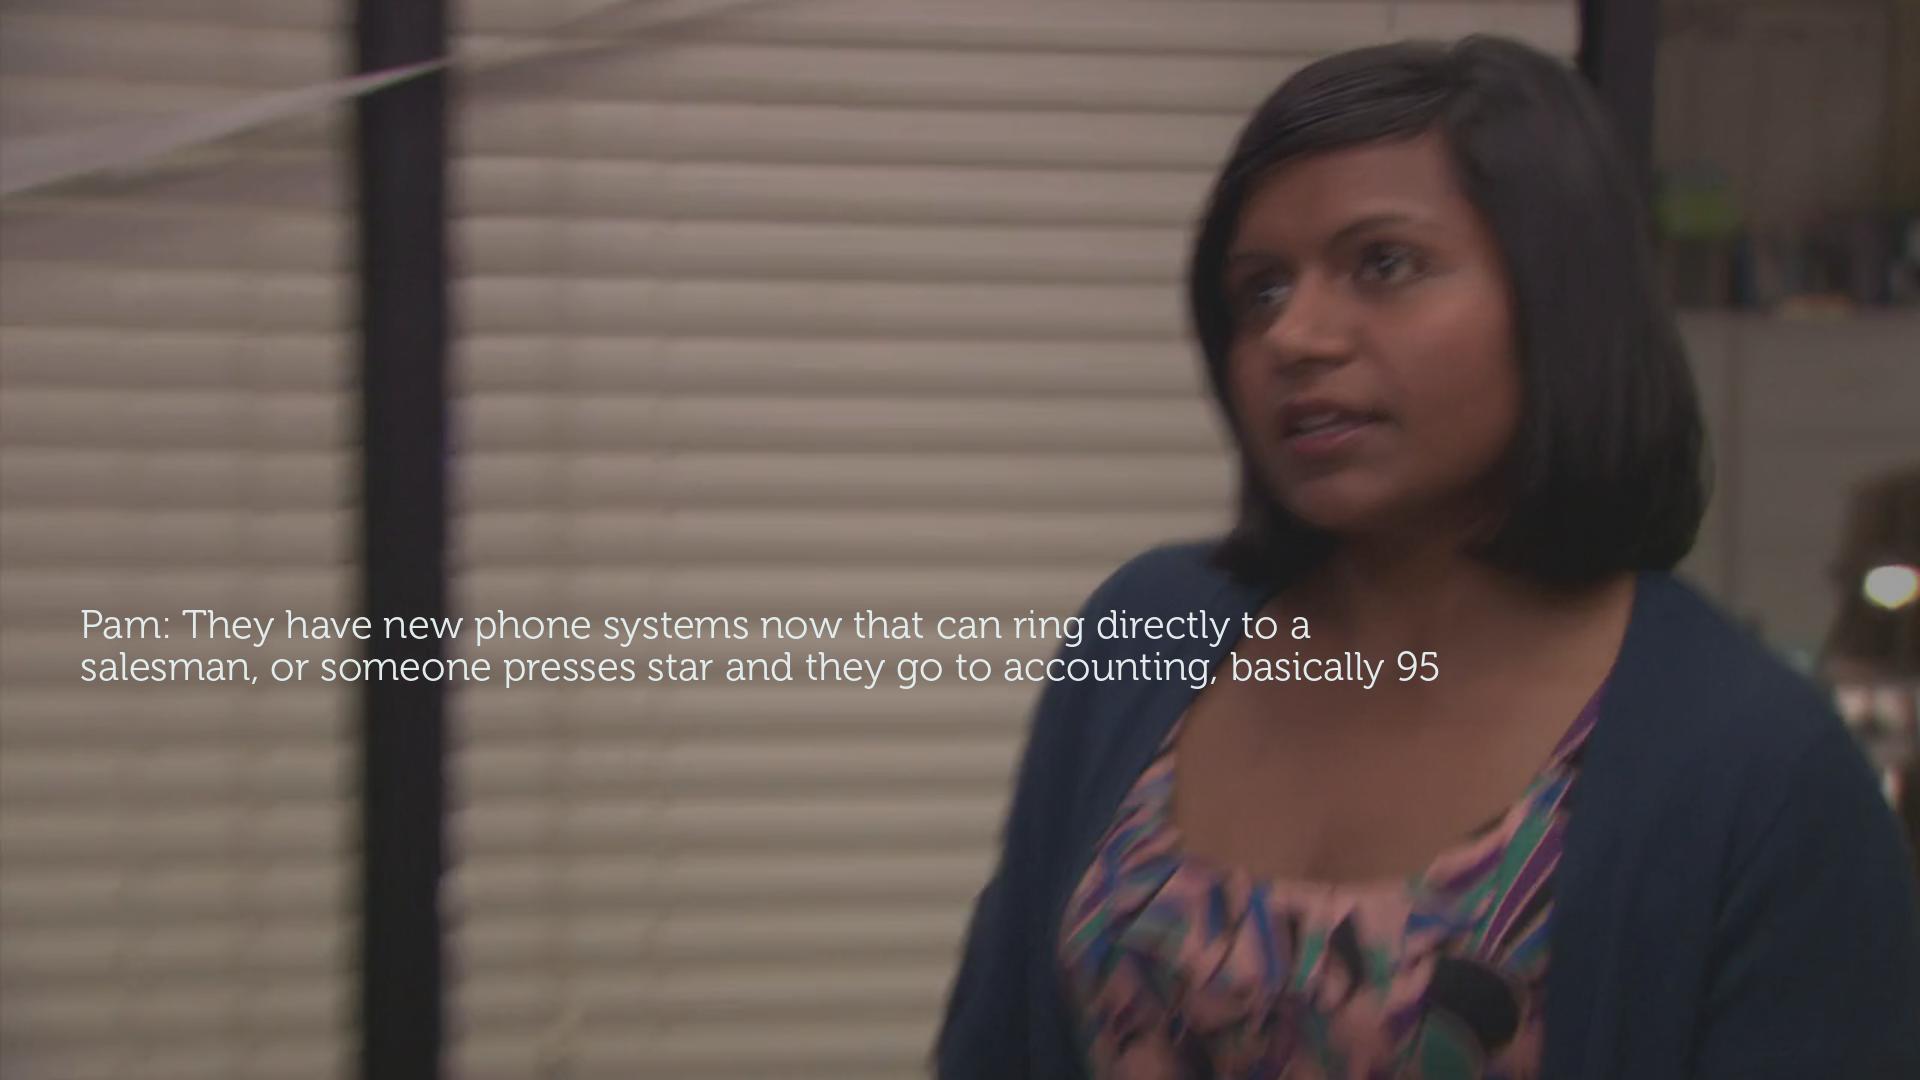 Pam: They have new phone systems now that can ring directly to a
salesman, or someone presses star and they go to accounting, basically 95